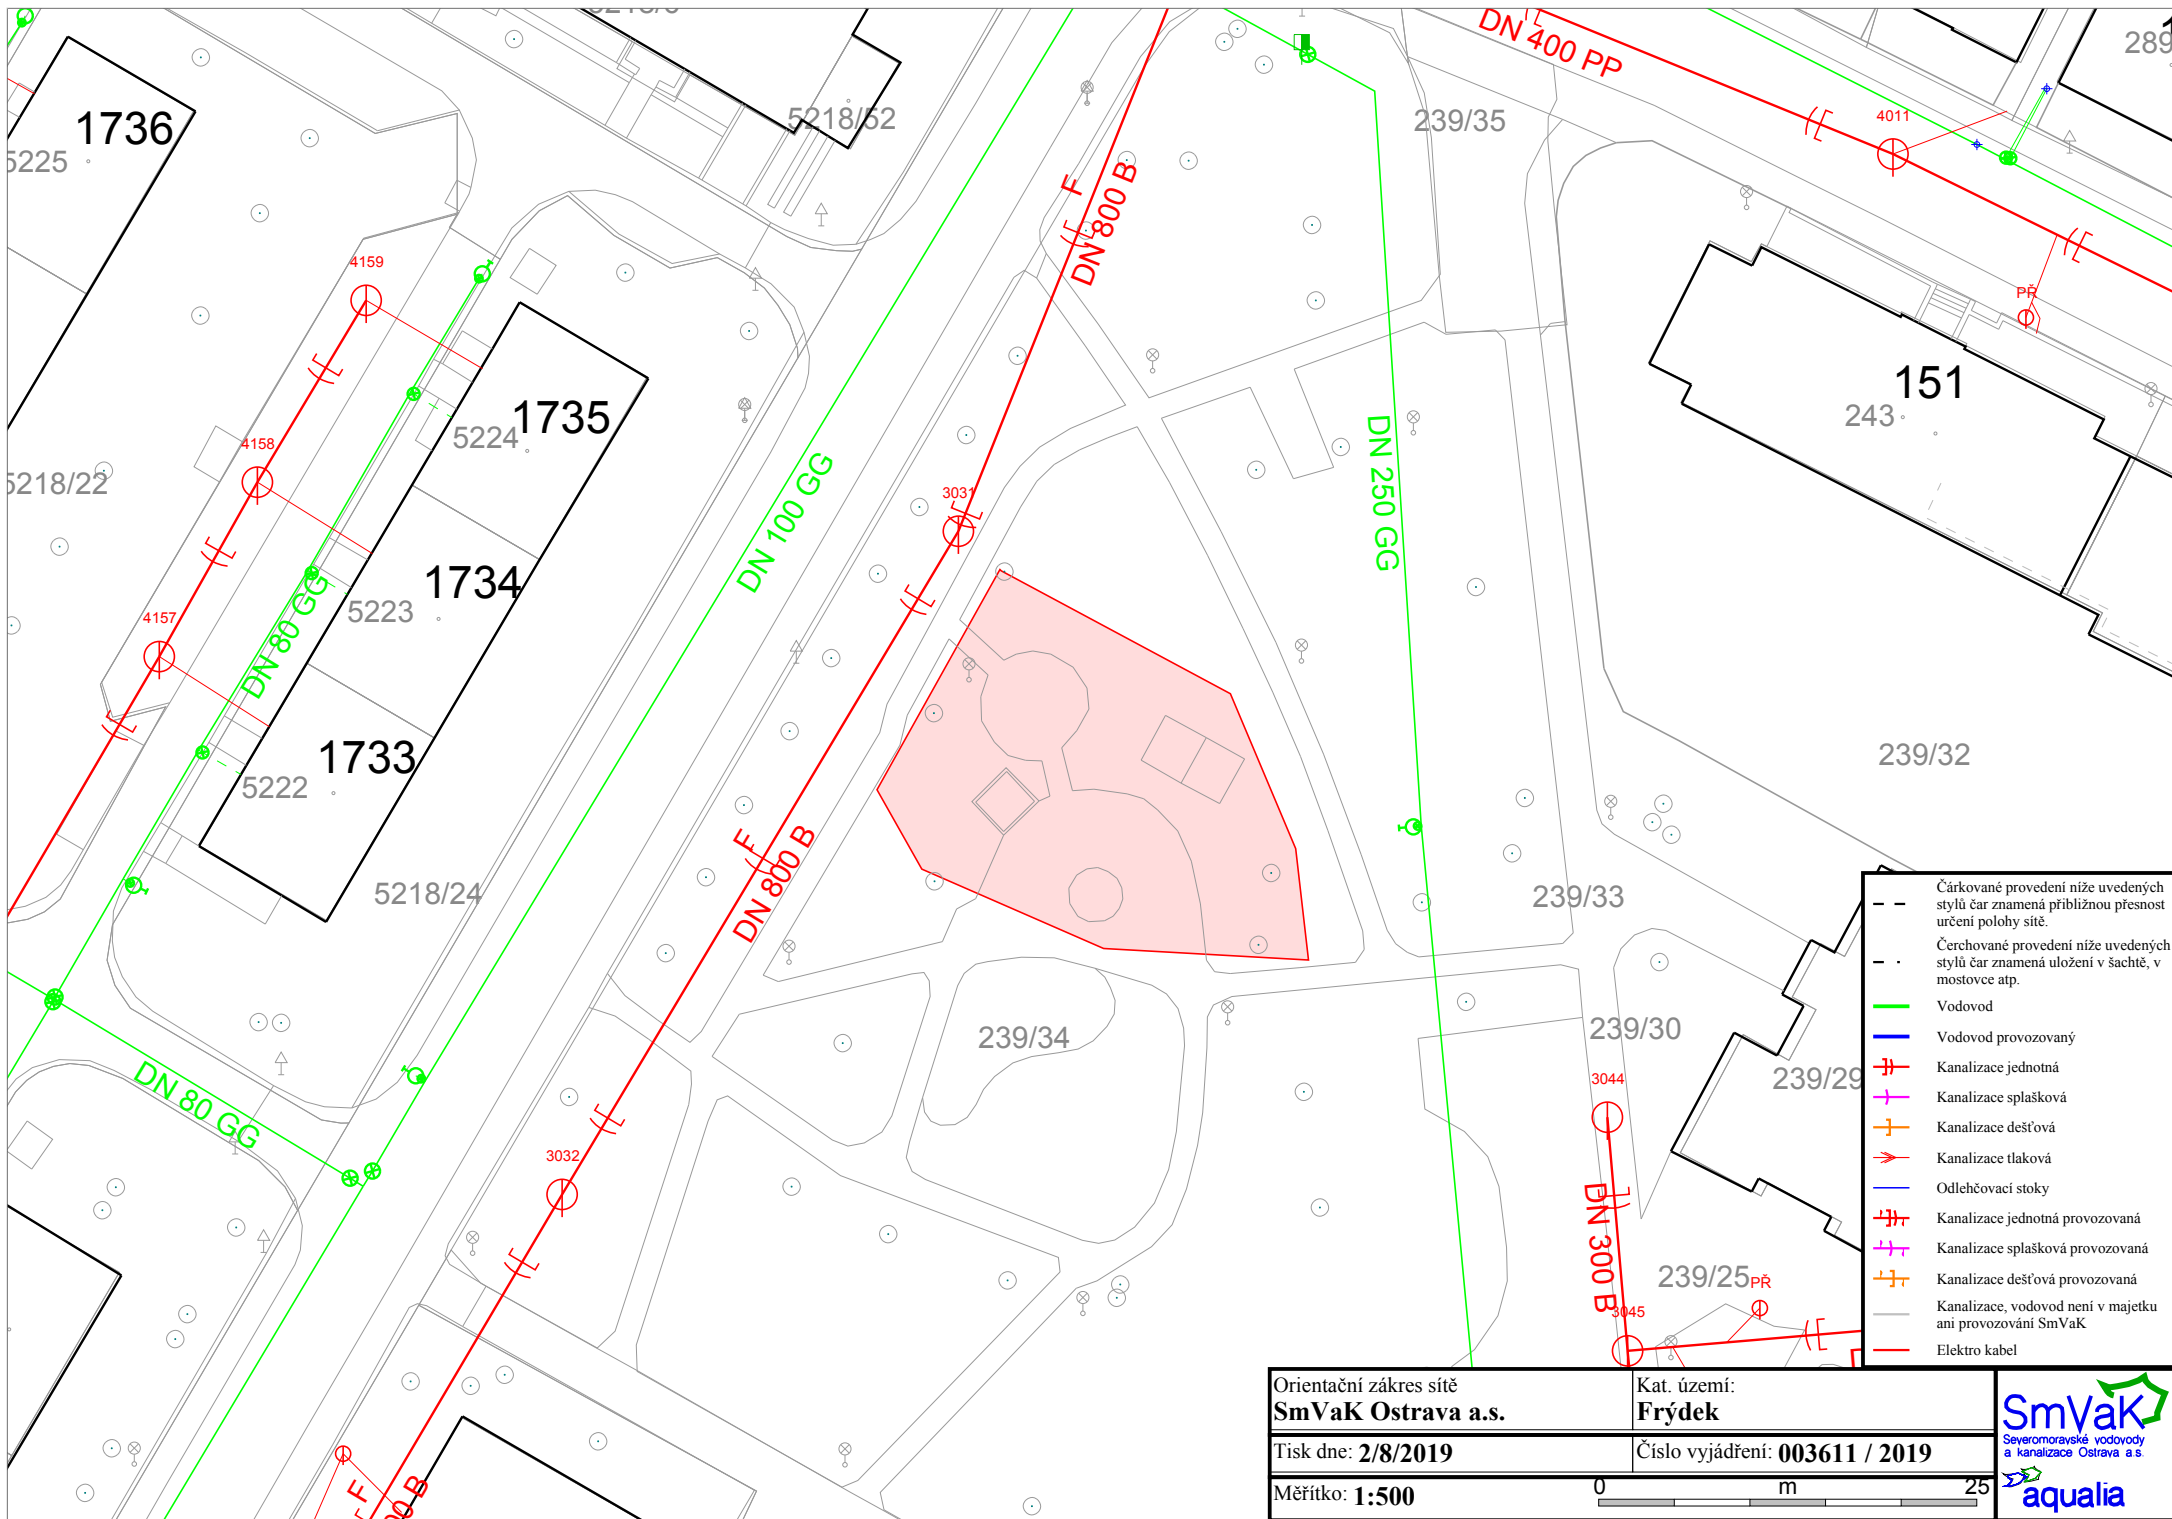 5218/52
239/35
DN 400 PP
4011
289
1736
5225
F
DN 800 B
4159
PŘ
151
243
1735
5224
4158
5218/22
DN 100 GG
3031
DN 250 GG
1734
5223
DN 80 GG
4157
1733
5222
239/32
F
DN 800 B
5218/24
239/33
239/34
239/30
239/29
3044
DN 80 GG
3032
DN 300 B
239/25
PŘ
3045
F
Čárkované provedení níže uvedených
stylů čar znamená přibližnou přesnost
určení polohy sítě.
Čerchované provedení níže uvedených
stylů čar znamená uložení v šachtě, v
mostovce atp.
Vodovod
Vodovod provozovaný
Kanalizace jednotná
Kanalizace splašková
Kanalizace dešťová
Kanalizace tlaková
Odlehčovací stoky
Kanalizace jednotná provozovaná
Kanalizace splašková provozovaná
Kanalizace dešťová provozovaná
Kanalizace, vodovod není v majetku
ani provozování SmVaK
Elektro kabel
Orientační zákres sítě
SmVaK Ostrava a.s.
Kat. území:
Frýdek
Tisk dne: 2/8/2019
Číslo vyjádření: 003611 / 2019
Měřítko: 1:500
0 m 25
SmVaK
Severomoravské vodovody
a kanalizace Ostrava a.s.
aqualia